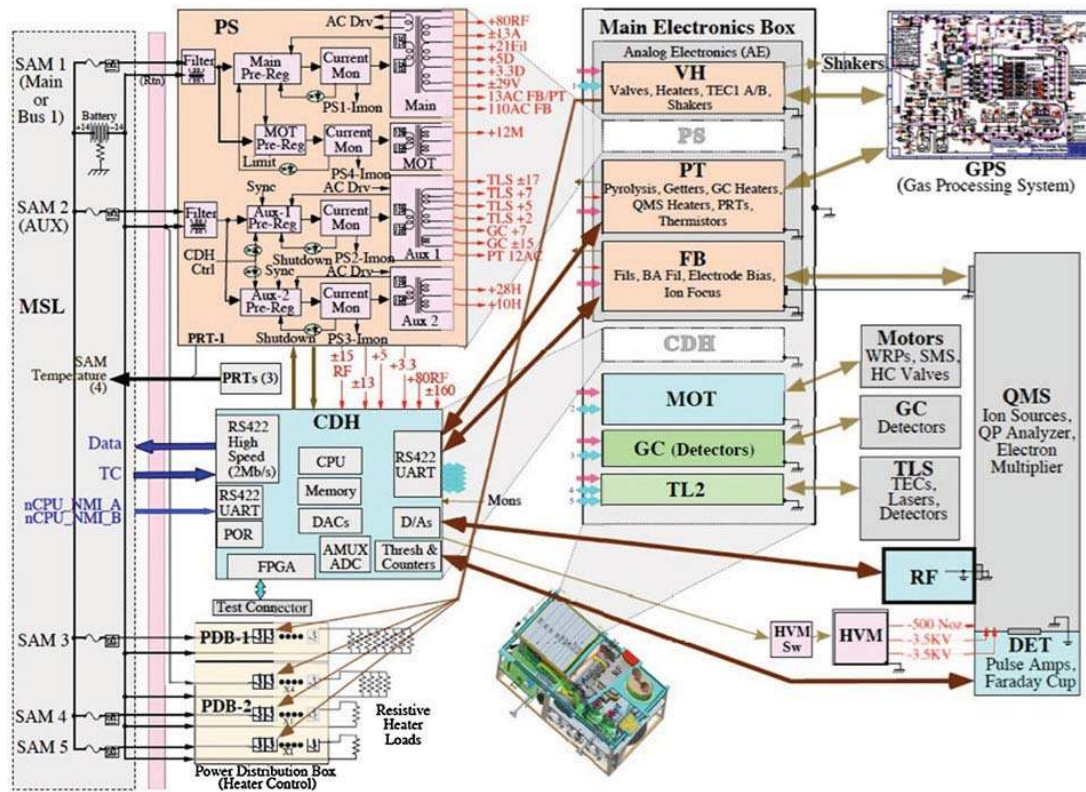 PS
AC Drv
Filter
Main
Pre-Reg
Current
Mon
PS1-Imon
Main
MOT
Pre-Reg
Current
Mon
MOT
Limit
PS4-Imon
+80RF
±13A
+21Fil
+5D
+3.3D
±29V
13AC FB/PT
110AC FB
+12M
Sync
AC Drv
Filter
Aux-1
Pre-Reg
Current
Mon
Aux 1
CDH
Ctrl
Shutdown
PS2-Imon
Sync
AC Drv
Aux-2
Pre-Reg
Current
Mon
Aux 2
Shutdown
PS3-Imon
PRT-1
TLS ±17
TLS +7
TLS +5
TLS +2
GC +7
GC ±15
PT 12AC
+28H
+40H
SAM 1
(Main
or
Bus 1)
(Rtn)
Battery
+14
-14
SAM 2
(AUX)
MSL
SAM
Temperature
(4)
PRTs (3)
Data
TC
nCPU_NMI_A
nCPU_NMI_B
SAM 3
SAM 4
SAM 5
±15
RF
±13
+5
+3.3
+80RF
±160
CDH
RS422
High
Speed
(2Mb/s)
RS422
UART
POR
CPU
Memory
DACs
AMUX
ADC
FPGA
RS422
UART
D/As
Thresh &
Counters
Mons
Test Connector
PDB-1
PDB-2
X4
Resistive
Heater
Loads
Power Distribution Box
(Heater Control)
Main Electronics Box
Analog Electronics (AE)
VH
Valves, Heaters, TEC1 A/B,
Shakers
1
PS
PT
Pyrolysis, Getters, GC Heaters,
QMS Heaters, PRTs,
Thermistors
FB
Fils, BA Fil, Electrode Bias,
Ion Focus
CDH
MOT
2
GC (Detectors)
3
TL2
4
5
Shakers
GPS
(Gas Processing System)
Motors
WRPs, SMS,
HC Valves
GC
Detectors
TLS
TECs,
Lasers,
Detectors
QMS
Ion Sources,
QP Analyzer,
Electron
Multiplier
RF
HVM
Sw
HVM
-500 Noz
-3.5KV
-3.5KV
DET
Pulse Amps,
Faraday Cup